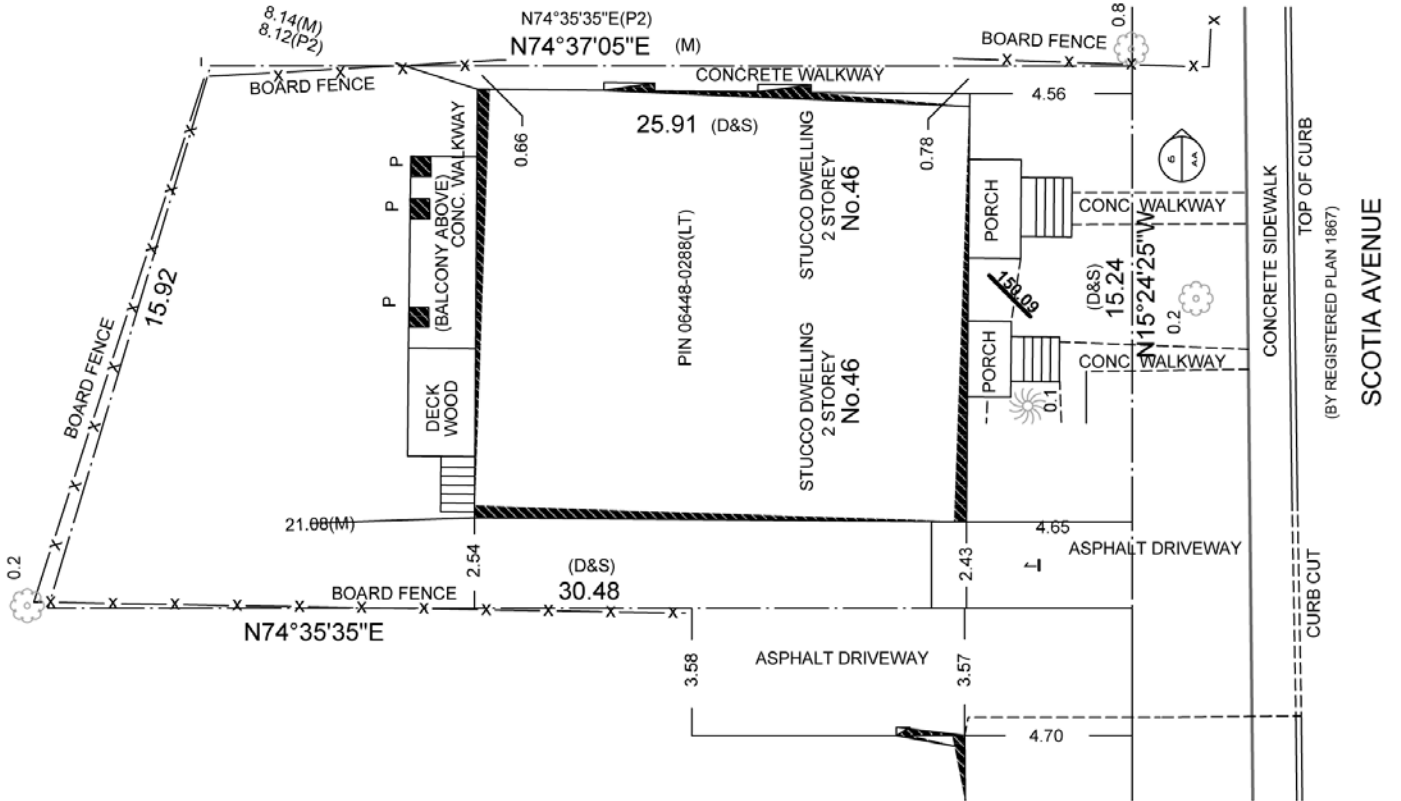 8.14(M)
8.12(P2)
N74°35'35"E(P2)
N74°37'05"E (M)
BOARD FENCE
0.8
BOARD FENCE
CONCRETE WALKWAY
4.56
25.91 (D&S)
0.66
0.78
P
P
P
(BALCONY ABOVE)
CONC. WALKWAY
STUCCO DWELLING
2 STOREY
No.46
PIN 06448-0288(LT)
STUCCO DWELLING
2 STOREY
No.46
PORCH
CONC. WALKWAY
6
AA
150.09
(D&S)
15.24
N15°24'25"W
0.2
PORCH
CONC. WALKWAY
0.1
CONCRETE SIDEWALK
TOP OF CURB
(BY REGISTERED PLAN 1867)
SCOTIA AVENUE
BOARD FENCE
15.92
DECK
WOOD
21.08(M)
0.2
2.54
(D&S)
30.48
BOARD FENCE
N74°35'35"E
2.43
4.65
1
ASPHALT DRIVEWAY
CURB CUT
ASPHALT DRIVEWAY
3.58
3.57
4.70